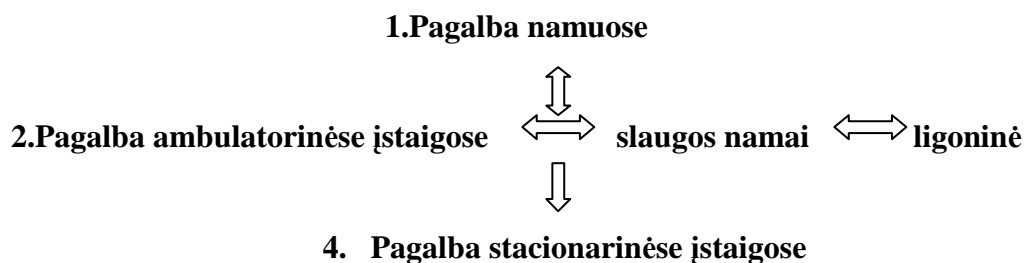 1.Pagalba namuose
2.Pagalba ambulatorinėse įstaigose slaugos namai ligoninė
4. Pagalba stacionarinėse įstaigose